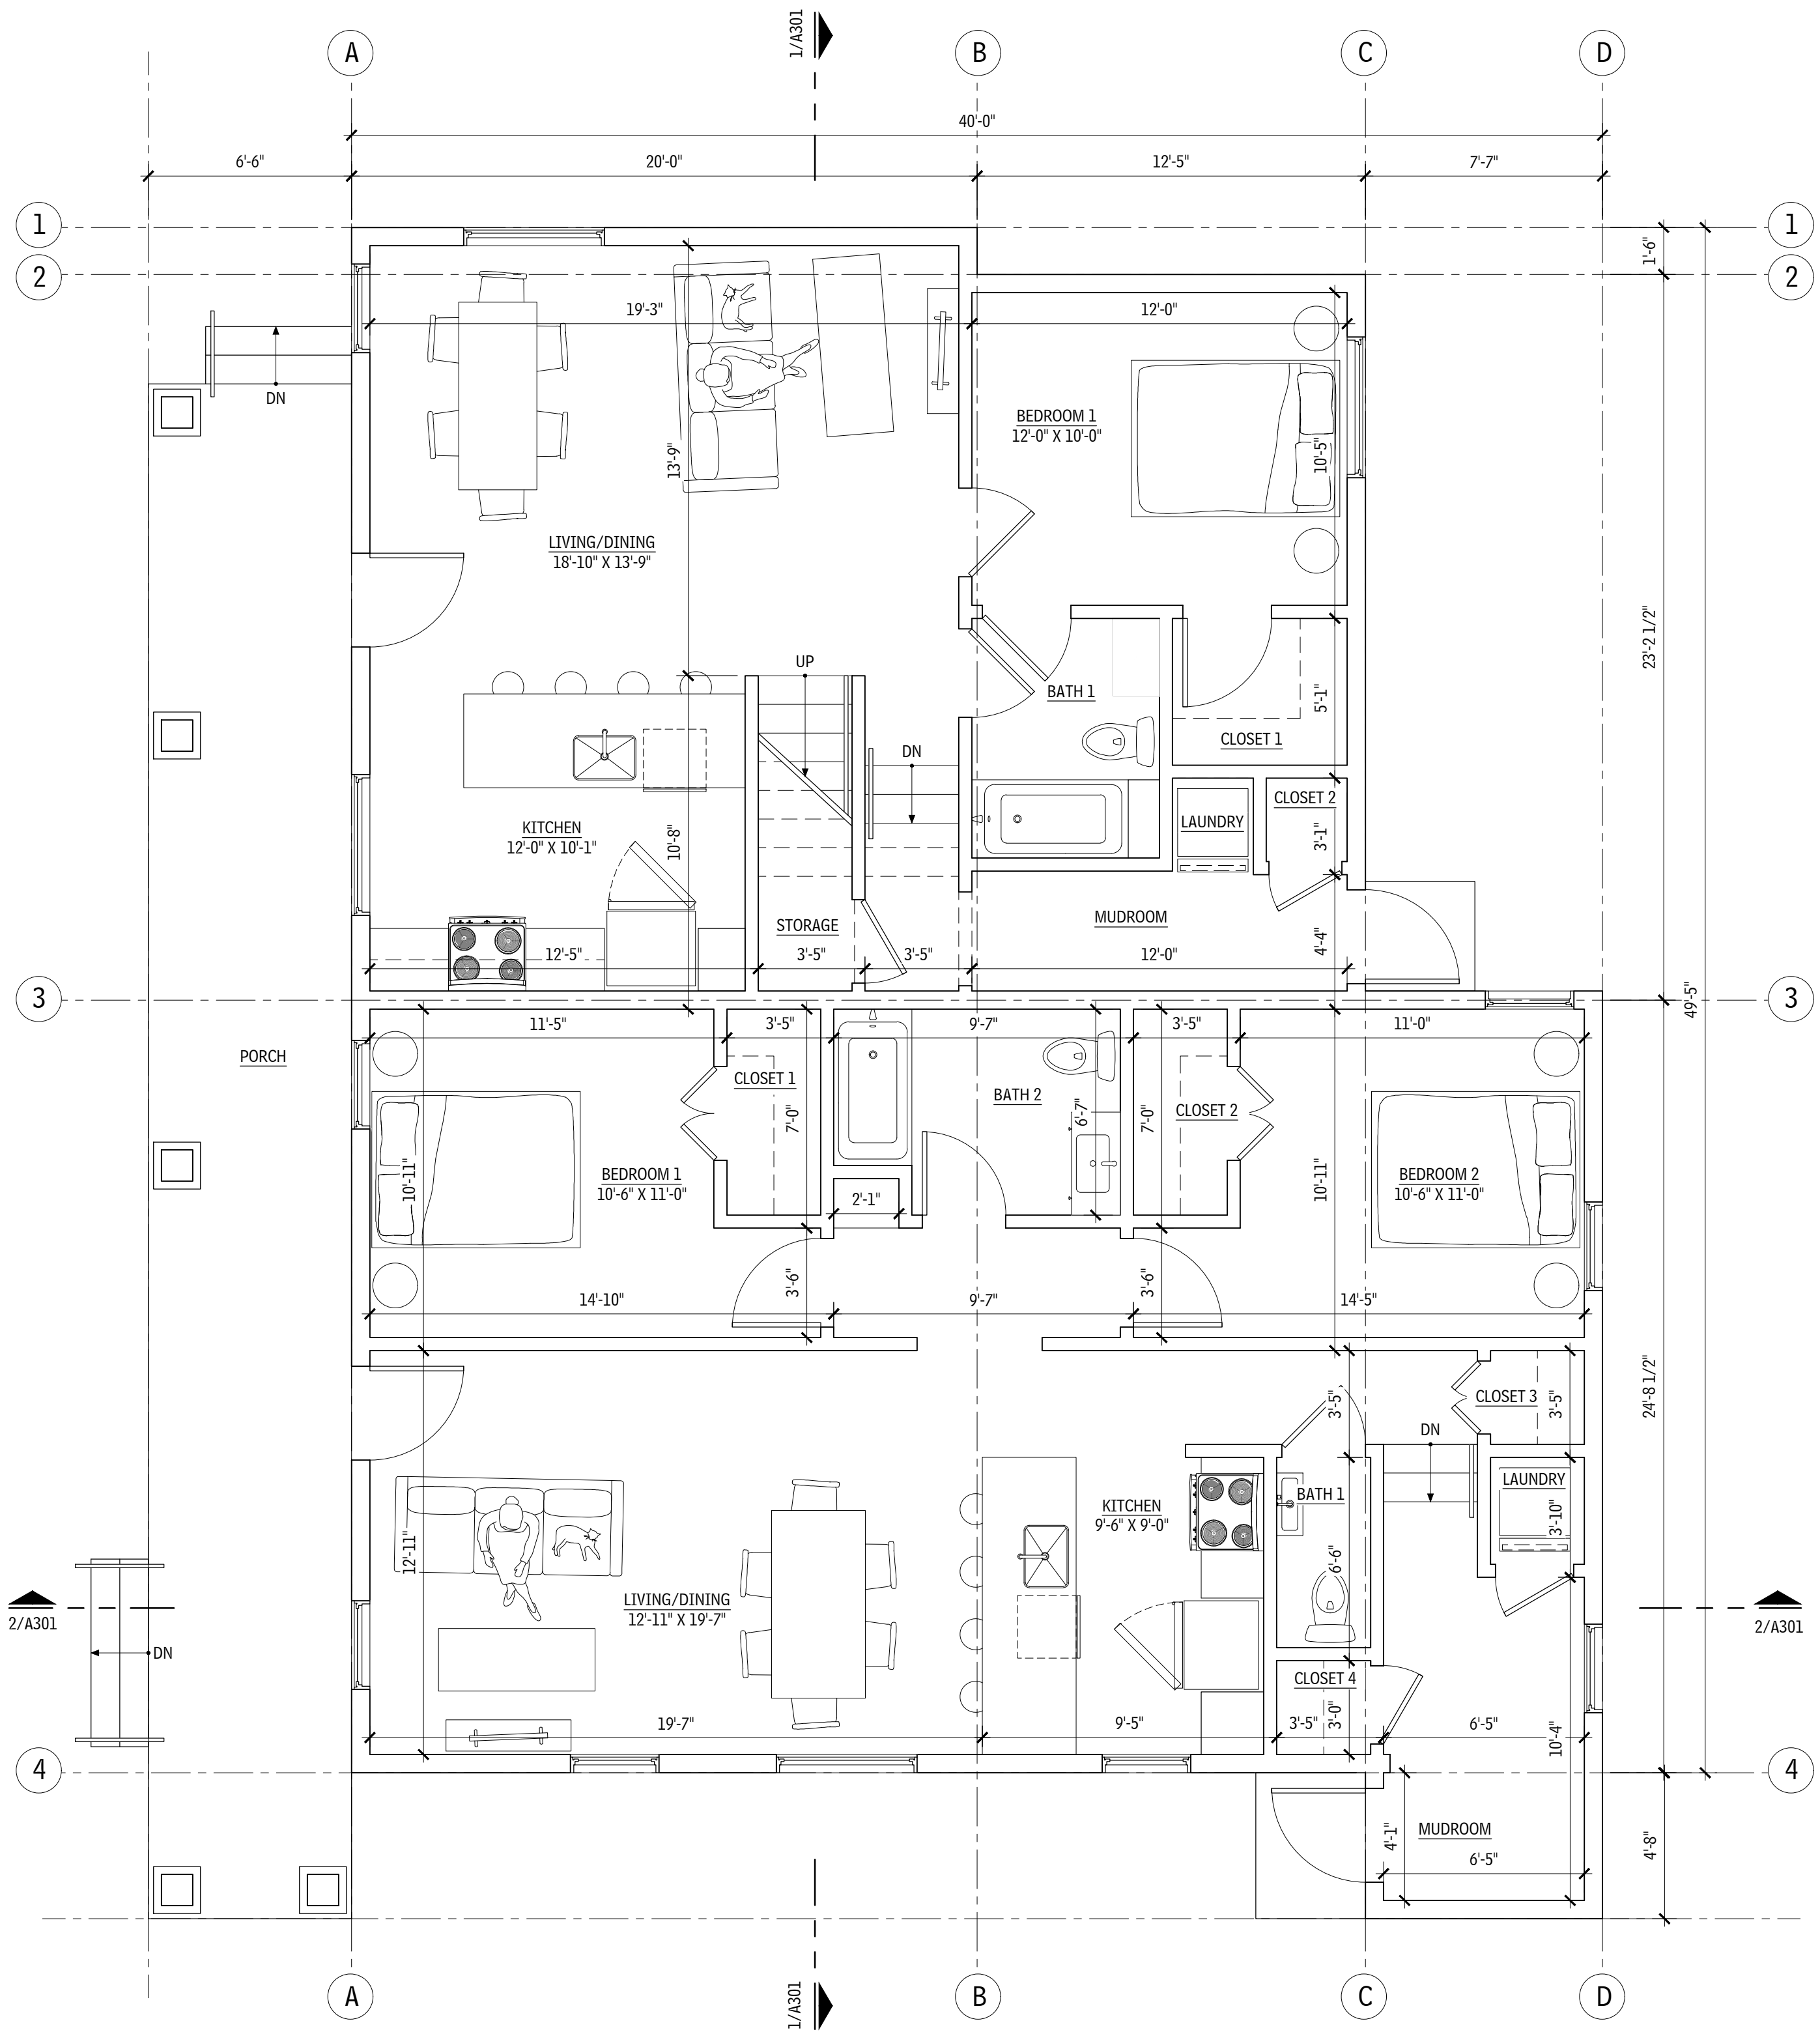 1/A301
A
B
C
D
40'-0"
6'-6"
20'-0"
12'-5"
7'-7"
1
1
2
2
1'-6"
19'-3"
12'-0"
DN
BEDROOM 1
12'-0" X 10'-0"
10'-5"
13'-9"
LIVING/DINING
18'-10" X 13'-9"
23'-2 1/2"
UP
BATH 1
5'-1"
CLOSET 1
DN
CLOSET 2
LAUNDRY
KITCHEN
12'-0" X 10'-1"
10'-8"
3'-1"
STORAGE
MUDROOM
4'-4"
12'-5"
3'-5"
3'-5"
12'-0"
3
3
49'-5"
11'-5"
3'-5"
9'-7"
3'-5"
11'-0"
PORCH
CLOSET 1
BATH 2
CLOSET 2
7'-0"
6'-7"
7'-0"
BEDROOM 1
10'-6" X 11'-0"
10'-11"
10'-11"
BEDROOM 2
10'-6" X 11'-0"
2'-1"
3'-6"
3'-6"
14'-10"
9'-7"
14'-5"
24'-8 1/2"
3'-5"
CLOSET 3
3'-5"
DN
LAUNDRY
BATH 1
KITCHEN
9'-6" X 9'-0"
3'-10"
12'-11"
6'-6"
LIVING/DINING
12'-11" X 19'-7"
2/A301
2/A301
DN
CLOSET 4
19'-7"
9'-5"
3'-5"
3'-0"
6'-5"
10'-4"
4
4
4'-1"
MUDROOM
6'-5"
4'-8"
A
1/A301
B
C
D